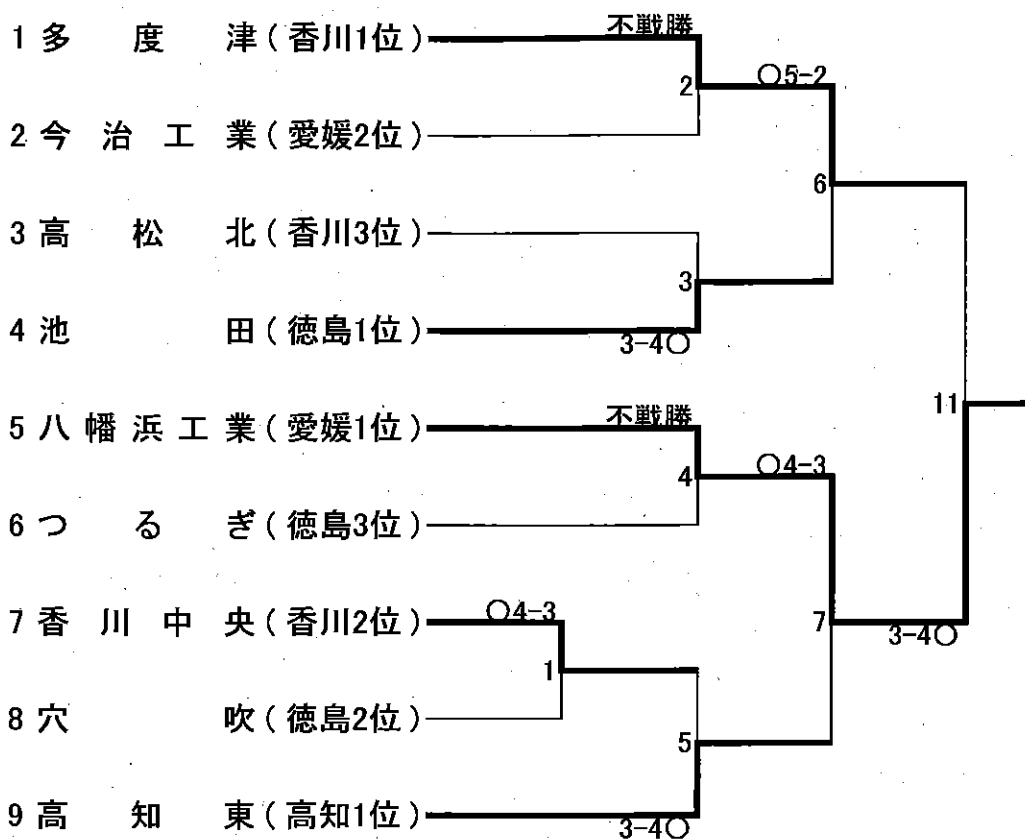 不戦勝
1 多度津(香川1位)
○5-2
2
2 今治工業(愛媛2位)
6
3 高松北(香川3位)
3
4 池田(徳島1位)
3-4○
不戦勝
11
5 八幡浜工業(愛媛1位)
○4-3
4
6 つるぎ(徳島3位)
○4-3
7 香川中央(香川2位)
7
3-4○
1
8 穴吹(徳島2位)
5
9 高知東(高知1位)
3-4○